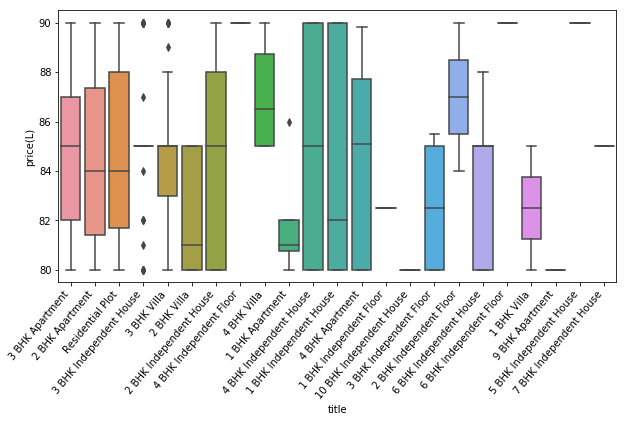 90
88
86
84
82
80
price(L)
3 BHK Apartment
2 BHK Apartment
Residential Plot
3 BHK Independent House
3 BHK Villa
2 BHK Villa
2 BHK Independent House
4 BHK Independent Floor
4 BHK Villa
1 BHK Apartment
4 BHK Independent House
1 BHK Independent House
4 BHK Apartment
1 BHK Independent Floor
10 BHK Independent House
3 BHK Independent Floor
2 BHK Independent Floor
6 BHK Independent House
6 BHK Independent Floor
1 BHK Villa
9 BHK Apartment
5 BHK Independent House
7 BHK Independent House
title